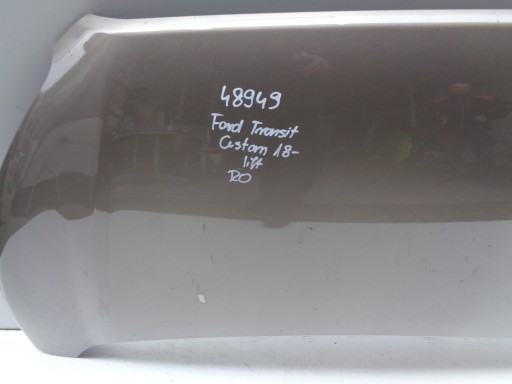 48949
Ford Transit
Custom 18-
lift
RO